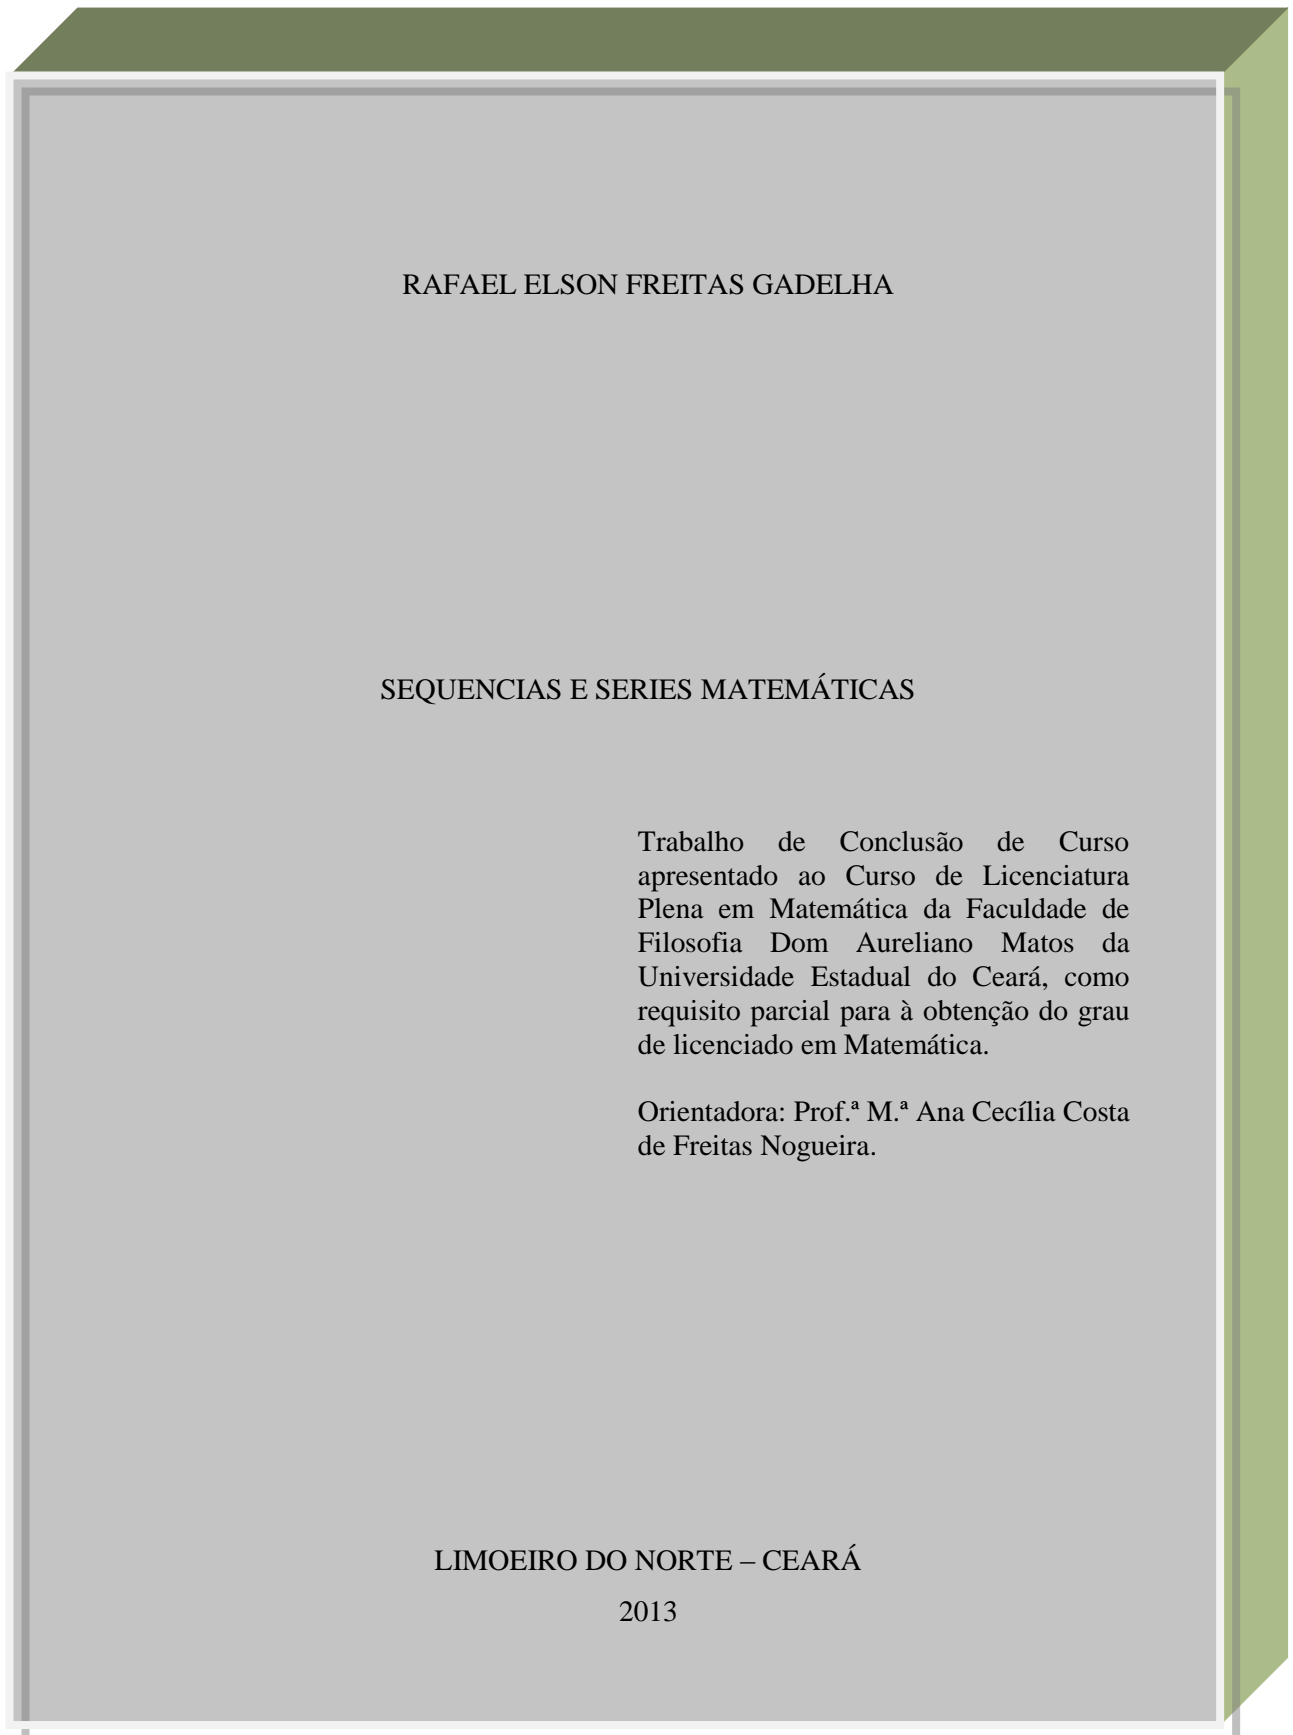 RAFAEL ELSON FREITAS GADELHA
SEQUENCIAS E SERIES MATEMÁTICAS
Trabalho de Conclusão de Curso
apresentado ao Curso de Licenciatura
Plena em Matemática da Faculdade de
Filosofia Dom Aureliano Matos da
Universidade Estadual do Ceará, como
requisito parcial para à obtenção do grau
de licenciado em Matemática.
Orientadora: Prof.ª M.ª Ana Cecília Costa
de Freitas Nogueira.
LIMOEIRO DO NORTE – CEARÁ
2013